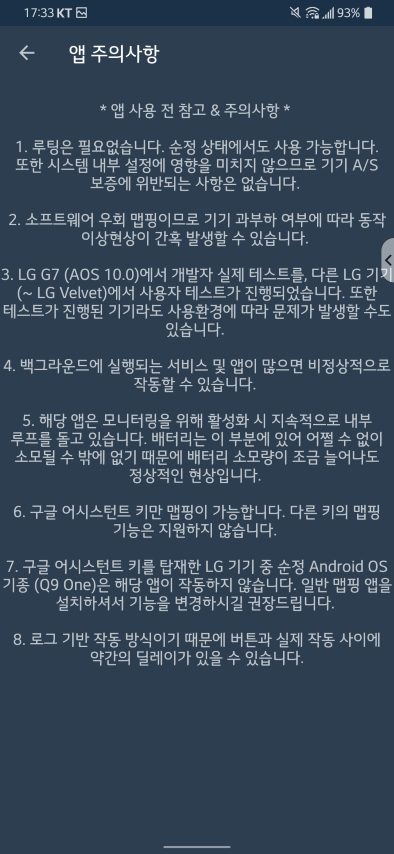 17:33 KT 93%
앱 주의사항
* 앱 사용 전 참고 & 주의사항 *
1. 루팅은 필요없습니다. 순정 상태에서도 사용 가능합니다.
또한 시스템 내부 설정에 영향을 미치지 않으므로 기기 A/S
보증에 위반되는 사항은 없습니다.
2. 소프트웨어 우회 맵핑이므로 기기 과부하 여부에 따라 동작
이상현상이 간혹 발생할 수 있습니다.
3. LG G7 (AOS 10.0)에서 개발자 실제 테스트를, 다른 LG 기기
(~ LG Velvet)에서 사용자 테스트가 진행되었습니다. 또한
테스트가 진행된 기기라도 사용환경에 따라 문제가 발생할 수도
있습니다.
4. 백그라운드에 실행되는 서비스 및 앱이 많으면 비정상적으로
작동할 수 있습니다.
5. 해당 앱은 모니터링을 위해 활성화 시 지속적으로 내부
루프를 돌고 있습니다. 배터리는 이 부분에 있어 어쩔 수 없이
소모될 수 밖에 없기 때문에 배터리 소모량이 조금 늘어나도
정상적인 현상입니다.
6. 구글 어시스턴트 키만 맵핑이 가능합니다. 다른 키의 맵핑
기능은 지원하지 않습니다.
7. 구글 어시스턴트 키를 탑재한 LG 기기 중 순정 Android OS
기종 (Q9 One)은 해당 앱이 작동하지 않습니다. 일반 맵핑 앱을
설치하셔서 기능을 변경하시길 권장드립니다.
8. 로그 기반 작동 방식이기 때문에 버튼과 실제 작동 사이에
약간의 딜레이가 있을 수 있습니다.